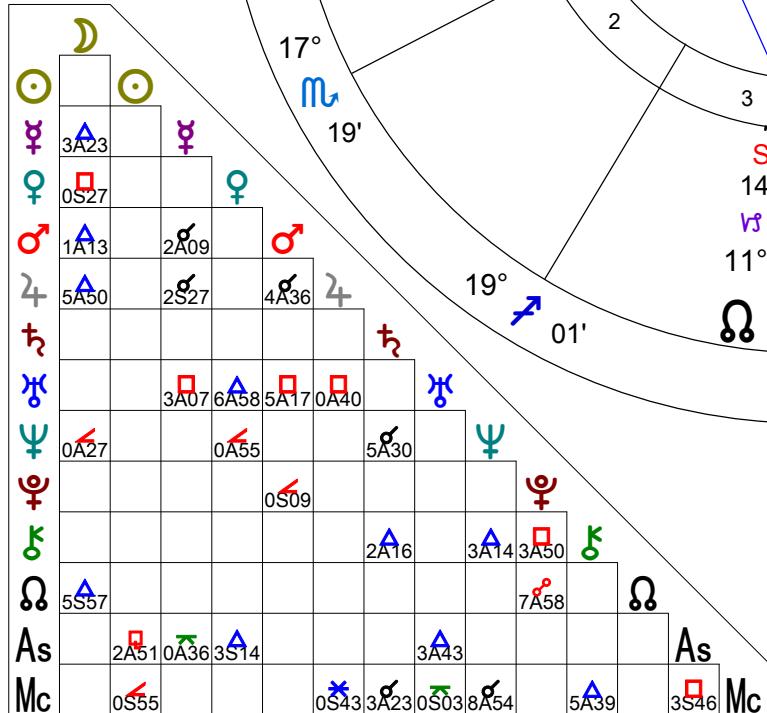 2
17°
3
♏
S
19'
14
♑
11°
19°
♐
☊
01'
☽
☉ ☉
☿ △ 3A23 ☿
♀ □ 0S27 ♀
♂ △ 1A13 ☌ 2A09 ♂
♃ △ 5A50 ☌ 2S27 ☌ 4A36 ♃
♄ ♄
♅ □ 3A07 △ 6A58 □ 5A17 □ 0A40 ♅
♆ ∠ 0A27 ∠ 0A55 ☌ 5A30 ♆
♇ ∠ 0S09 ♇
⚷ △ 2A16 △ 3A14 □ 3A50 ⚷
☊ △ 5S57 ☍ 7A58 ☊
As ⚼ 2A51 ⚻ 0A36 △ 3S14 △ 3A43 As
Mc ∠ 0S55 ⚹ 0S43 ☌ 3A23 ⚻ 0S03 ☌ 8A54 △ 5A39 □ 3S46 Mc